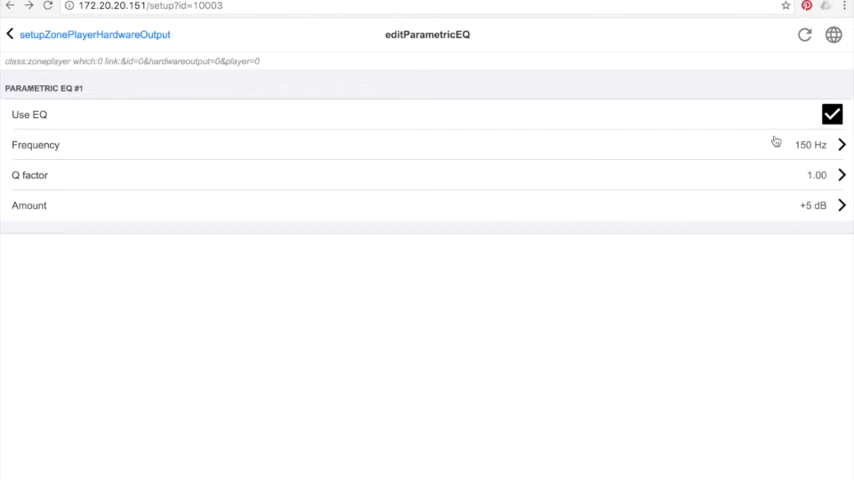 172.20.20.151/setup?id=10003
setupZonePlayerHardwareOutput
editParametricEQ
class:zoneplayer which:0 link:&id=0&hardwareoutput=0&player=0
PARAMETRIC EQ #1
Use EQ
Frequency 150 Hz
Q factor 1.00
Amount +5 dB